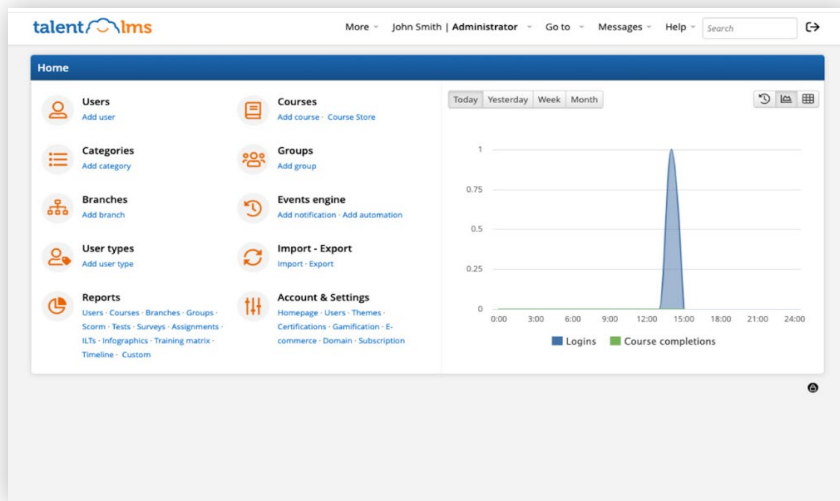 talentlms
More
John Smith | Administrator
Go to
Messages
Help
Search
Home
Users
Add user
Courses
Add course · Course Store
Categories
Add category
Groups
Add group
Branches
Add branch
Events engine
Add notification · Add automation
User types
Add user type
Import - Export
Import · Export
Reports
Users · Courses · Branches · Groups ·
Scorm · Tests · Surveys · Assignments ·
ILTs · Infographics · Training matrix ·
Timeline · Custom
Account & Settings
Homepage · Users · Themes ·
Certifications · Gamification · E-
commerce · Domain · Subscription
Today Yesterday Week Month
1
0.75
0.5
0.25
0
0:00 3:00 6:00 9:00 12:00 15:00 18:00 21:00 24:00
Logins Course completions